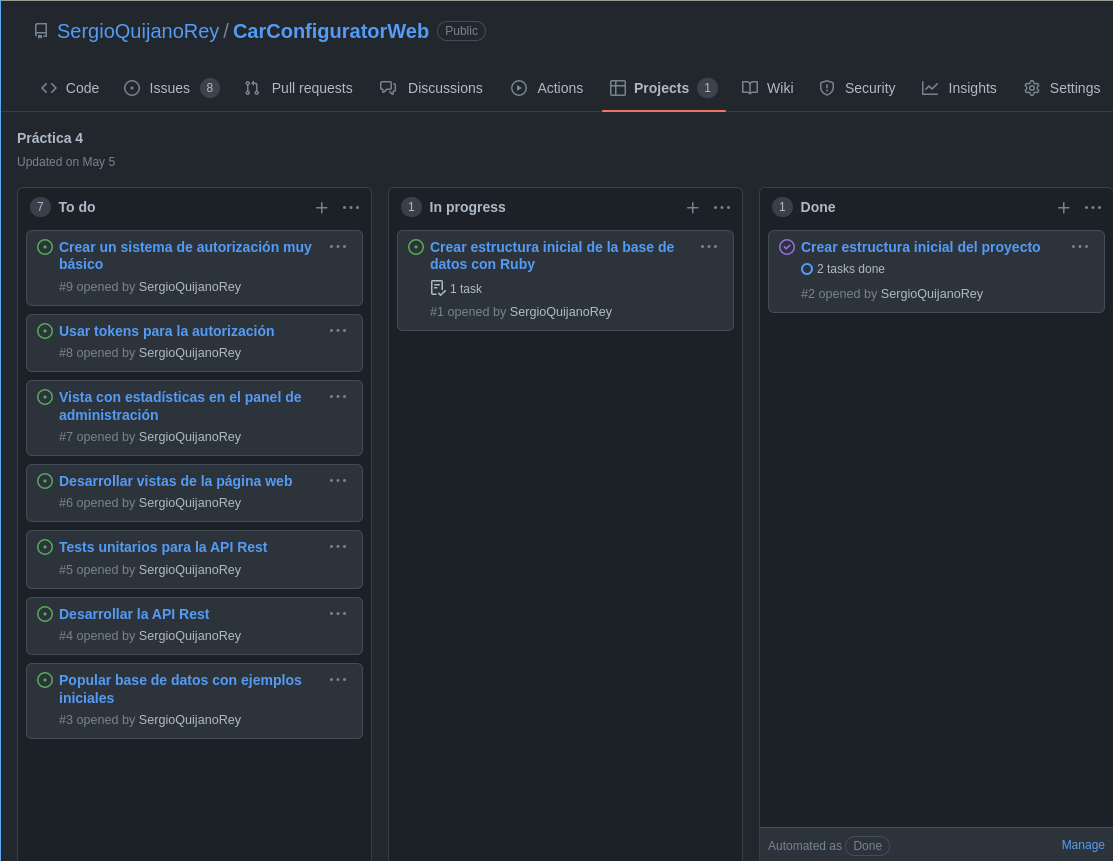 SergioQuijanoRey / CarConfiguratorWeb Public
Code Issues 8 Pull requests Discussions Actions Projects 1 Wiki Security Insights Settings
Práctica 4
Updated on May 5
7 To do
Crear un sistema de autorización muy
básico
#9 opened by SergioQuijanoRey
Usar tokens para la autorización
#8 opened by SergioQuijanoRey
Vista con estadísticas en el panel de
administración
#7 opened by SergioQuijanoRey
Desarrollar vistas de la página web
#6 opened by SergioQuijanoRey
Tests unitarios para la API Rest
#5 opened by SergioQuijanoRey
Desarrollar la API Rest
#4 opened by SergioQuijanoRey
Popular base de datos con ejemplos
iniciales
#3 opened by SergioQuijanoRey
1 In progress
Crear estructura inicial de la base de
datos con Ruby
1 task
#1 opened by SergioQuijanoRey
1 Done
Crear estructura inicial del proyecto
2 tasks done
#2 opened by SergioQuijanoRey
Automated as Done Manage